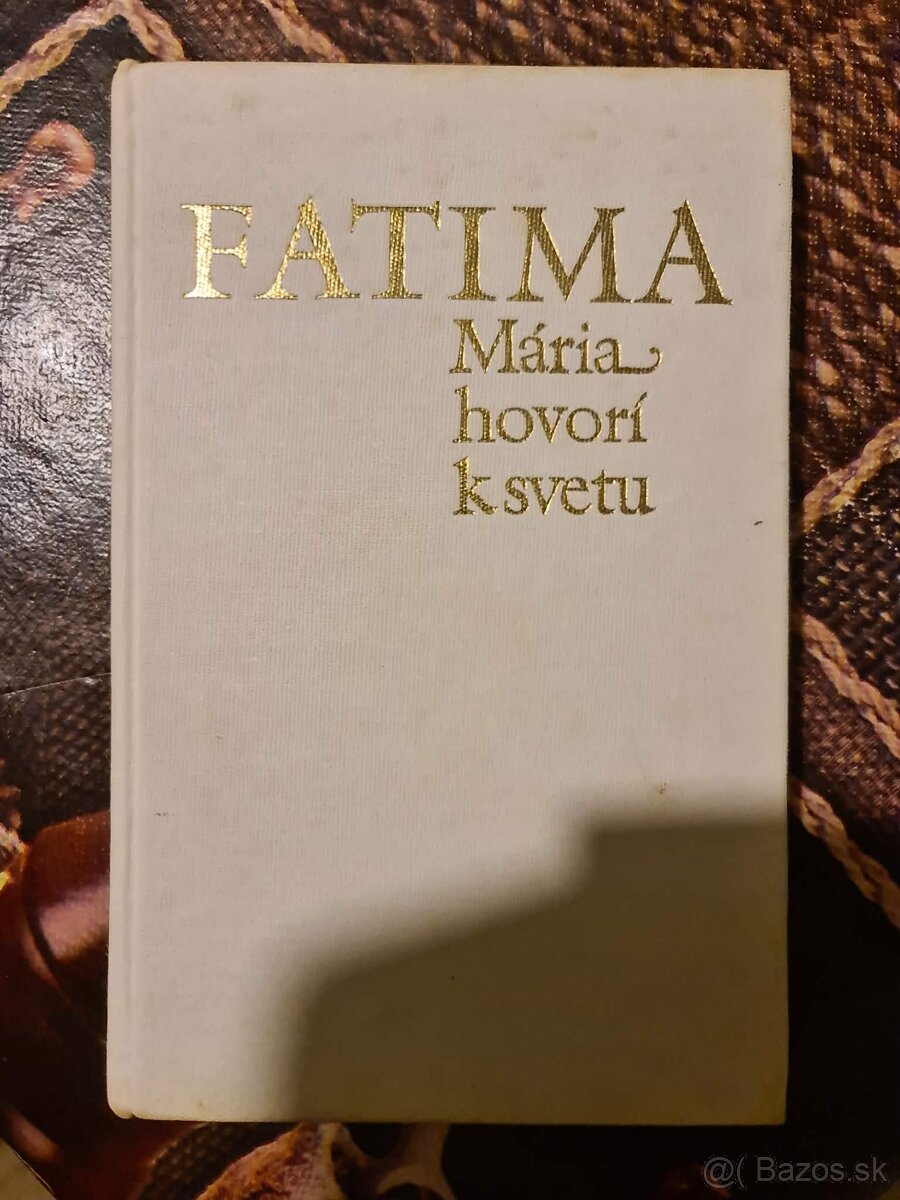 FATIMA
Mária
hovorí
k svetu
@( Bazos.sk